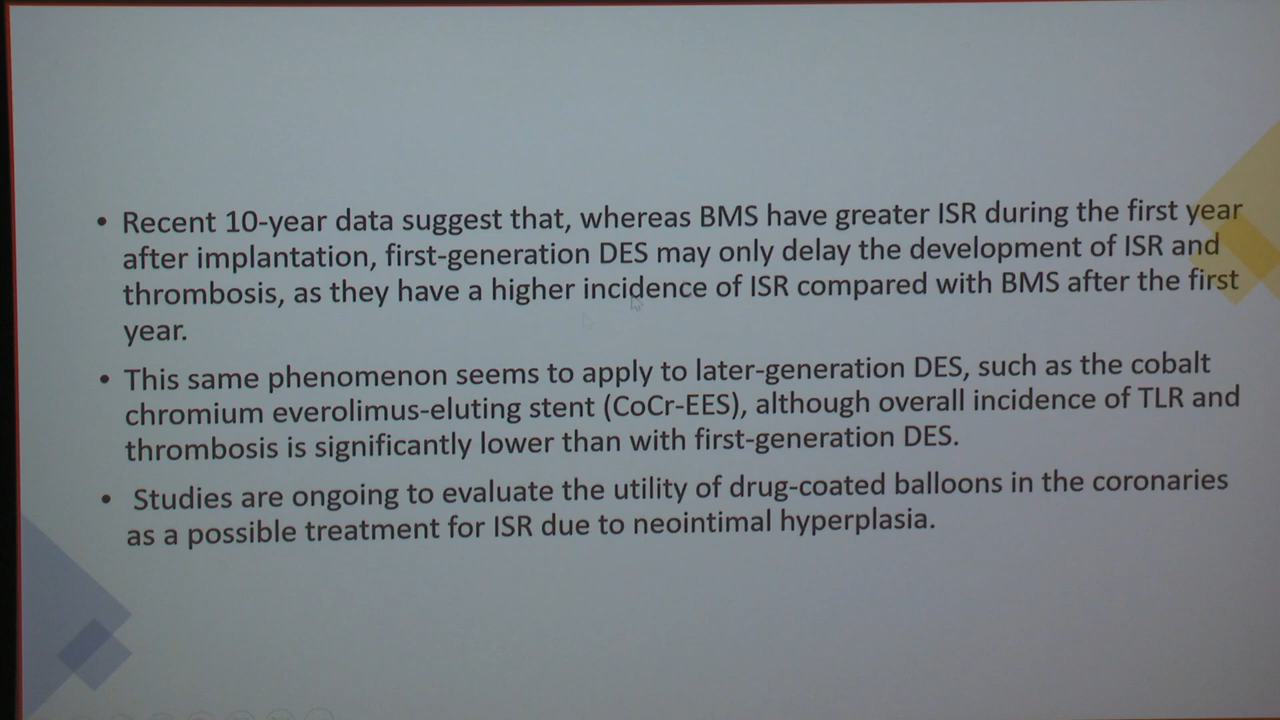 • Recent 10-year data suggest that, whereas BMS have greater ISR during the first year
after implantation, first-generation DES may only delay the development of ISR and
thrombosis, as they have a higher incidence of ISR compared with BMS after the first
year.
• This same phenomenon seems to apply to later-generation DES, such as the cobalt
chromium everolimus-eluting stent (CoCr-EES), although overall incidence of TLR and
thrombosis is significantly lower than with first-generation DES.
• Studies are ongoing to evaluate the utility of drug-coated balloons in the coronaries
as a possible treatment for ISR due to neointimal hyperplasia.